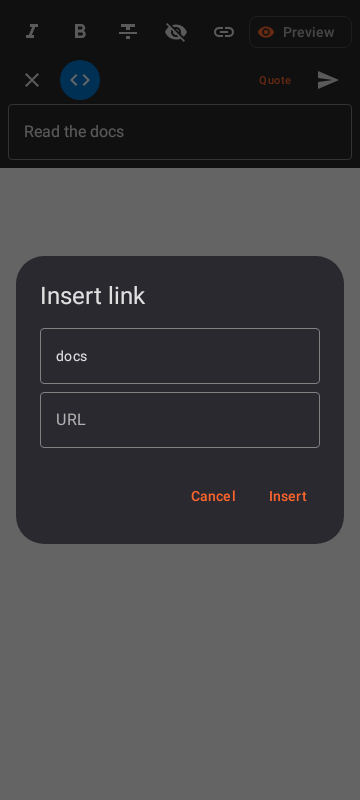 Preview
Quote
Read the docs
Insert link
docs
URL
Cancel Insert